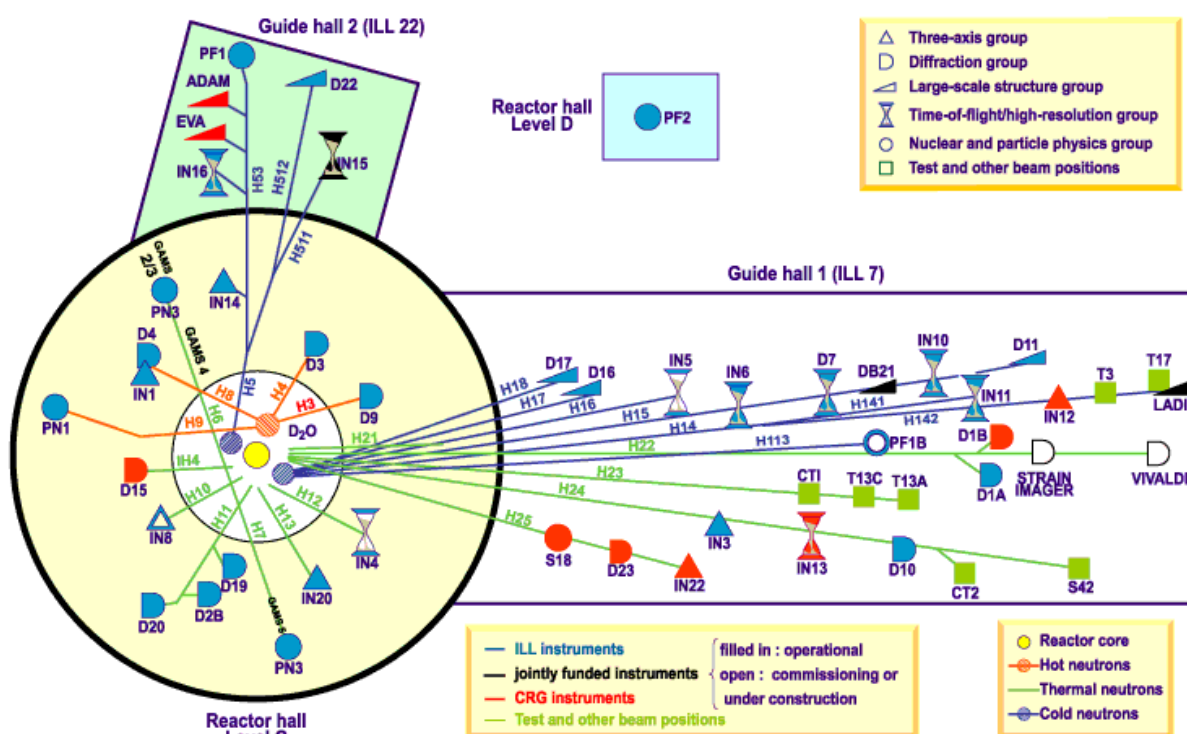 Guide hall 2 (ILL 22)
PF1
ADAM
D22
EVA
IN15
IN16
H53
H512
H511
Reactor hall
Level D
PF2
Three-axis group
Diffraction group
Large-scale structure group
Time-of-flight/high-resolution group
Nuclear and particle physics group
Test and other beam positions
GAMS
2/3
PN3
IN14
GAMS 4
D4
IN1
D3
H5
H4
H8
H6
H9
H3
D9
PN1
D2O
H21
IH4
D15
H10
IN8
H11
H7
H13
H12
IN4
D19
D2B
D20
IN20
GAMS 5
PN3
Reactor hall
Guide hall 1 (ILL 7)
D17
D16
IN5
IN6
D7
DB21
IN10
D11
IN11
IN12
T3
T17
LADI
H18
H17
H16
H15
H14
H141
H142
H113
PF1B
H22
D1B
D1A
STRAIN
IMAGER
VIVALDI
H23
H24
H25
CTI
T13C
T13A
S18
D23
IN22
IN3
IN13
D10
CT2
S42
ILL instruments
jointly funded instruments
CRG instruments
Test and other beam positions
filled in : operational
open : commissioning or
under construction
Reactor core
Hot neutrons
Thermal neutrons
Cold neutrons